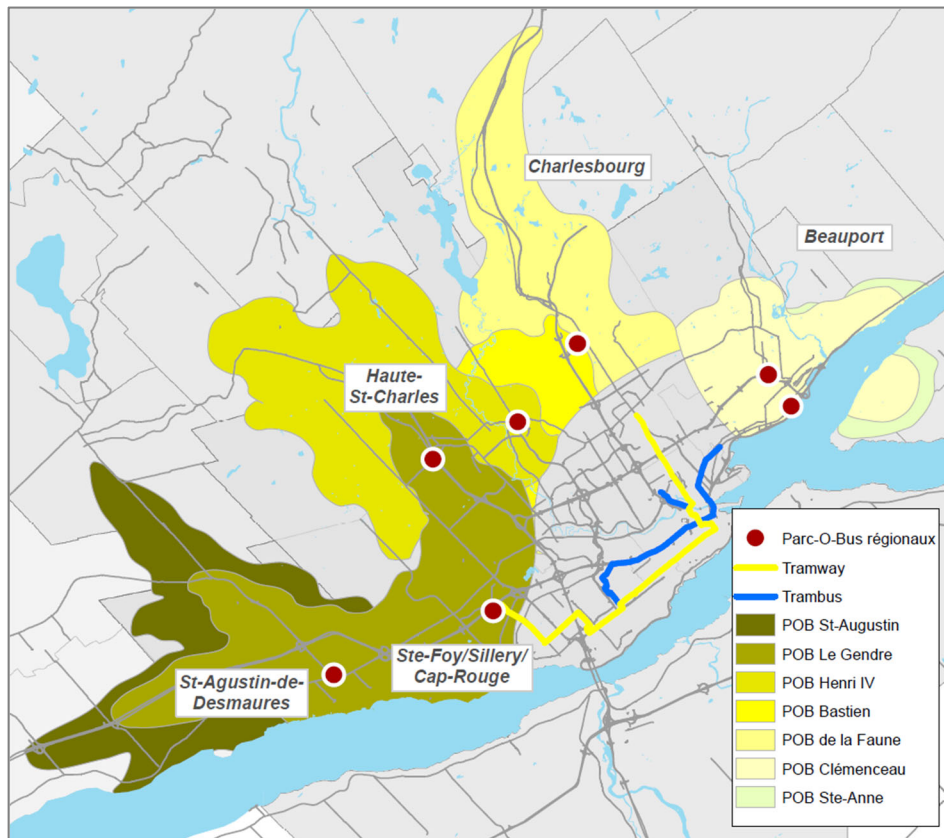 Charlesbourg
Beauport
Haute-
St-Charles
Ste-Foy/Sillery/
Cap-Rouge
St-Agustin-de-
Desmaures
Parc-O-Bus régionaux
Tramway
Trambus
POB St-Augustin
POB Le Gendre
POB Henri IV
POB Bastien
POB de la Faune
POB Clémenceau
POB Ste-Anne